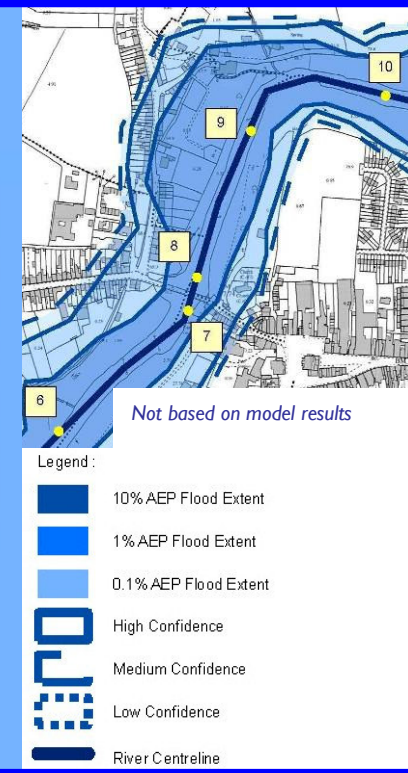 10
9
8
7
6
Not based on model results
Legend :
10% AEP Flood Extent
1% AEP Flood Extent
0.1% AEP Flood Extent
High Confidence
Medium Confidence
Low Confidence
River Centreline